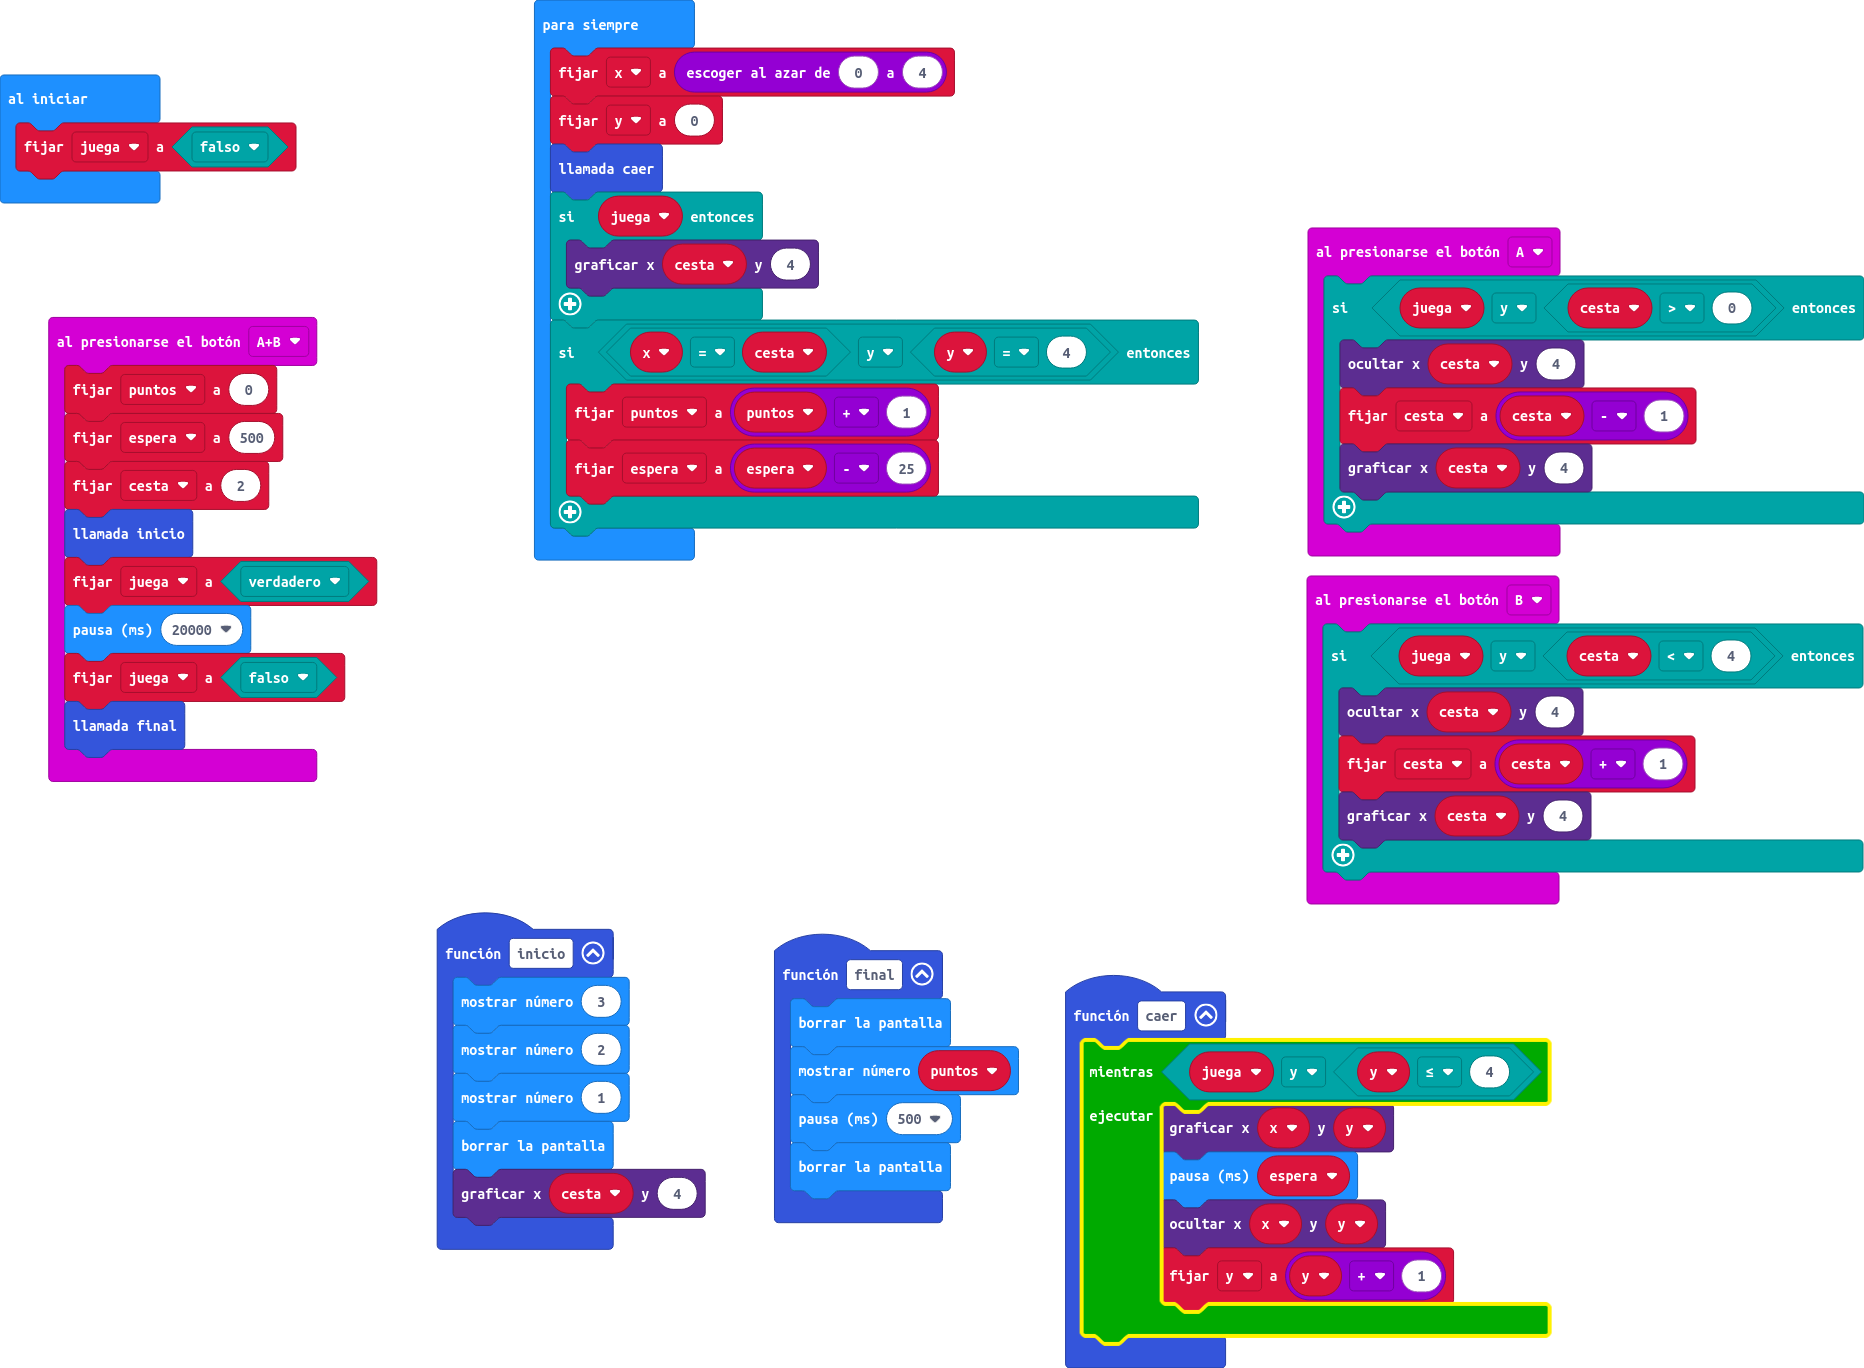 al iniciar
fijar juega a falso
para siempre
fijar x a escoger al azar de 0 a 4
fijar y a 0
llamada caer
si juega entonces
graficar x cesta y 4
si x = cesta y y = 4 entonces
fijar puntos a puntos + 1
fijar espera a espera - 25
al presionarse el botón A+B
fijar puntos a 0
fijar espera a 500
fijar cesta a 2
llamada inicio
fijar juega a verdadero
pausa (ms) 20000
fijar juega a falso
llamada final
al presionarse el botón A
si juega y cesta > 0 entonces
ocultar x cesta y 4
fijar cesta a cesta - 1
graficar x cesta y 4
al presionarse el botón B
si juega y cesta < 4 entonces
ocultar x cesta y 4
fijar cesta a cesta + 1
graficar x cesta y 4
función inicio
mostrar número 3
mostrar número 2
mostrar número 1
borrar la pantalla
graficar x cesta y 4
función final
borrar la pantalla
mostrar número puntos
pausa (ms) 500
borrar la pantalla
función caer
mientras juega y y ≤ 4
ejecutar
graficar x x y y
pausa (ms) espera
ocultar x x y y
fijar y a y + 1